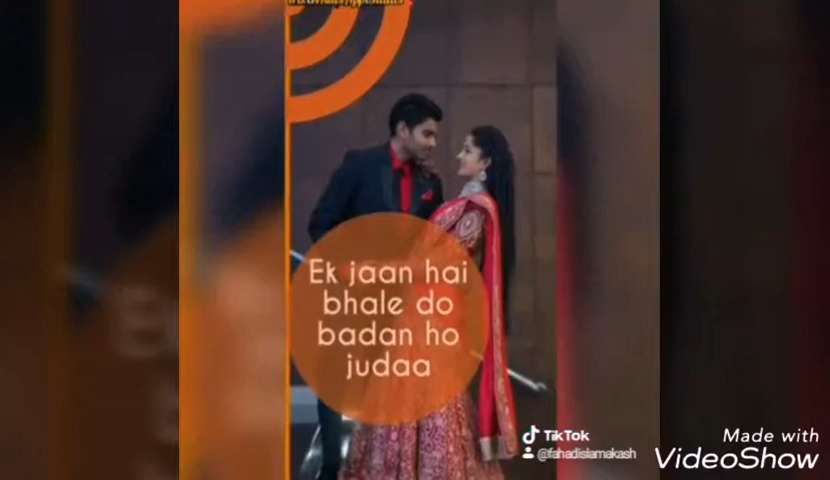 Ek jaan hai
bhale do
badan ho
judaa
TikTok
@fahadislamakash
Made with
VideoShow